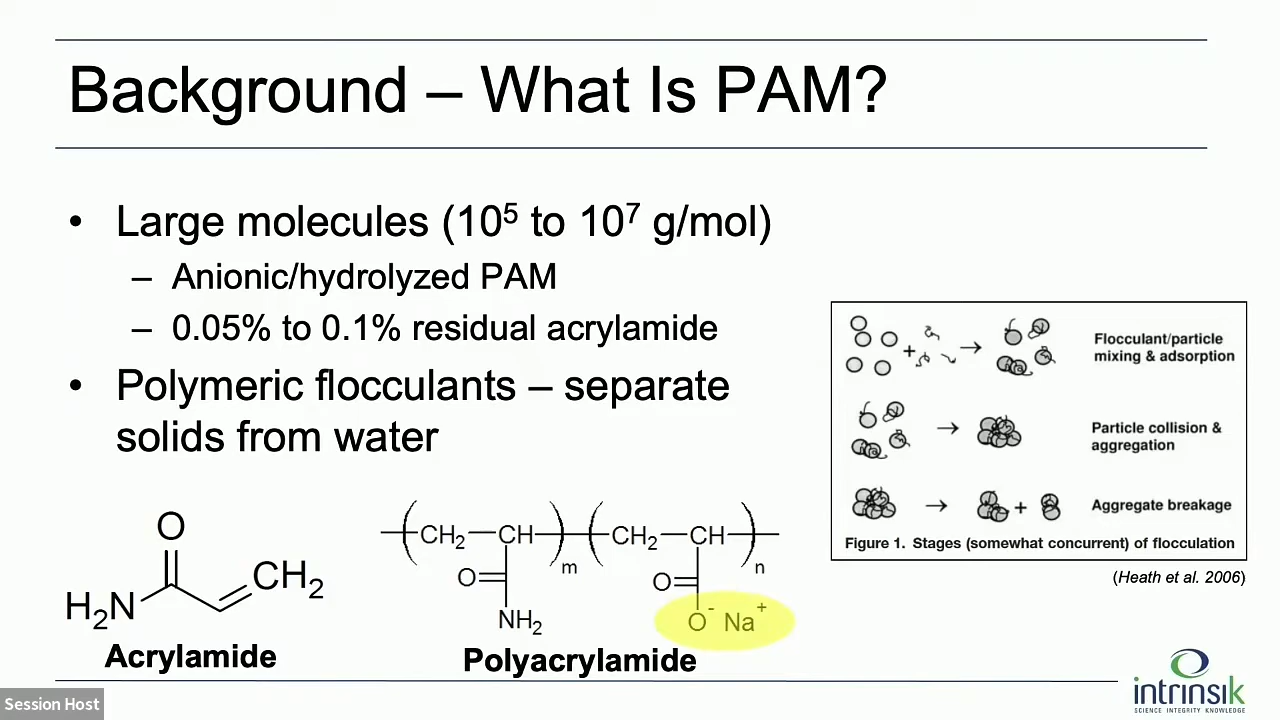 Background – What Is PAM?
• Large molecules (10⁵ to 10⁷ g/mol)
– Anionic/hydrolyzed PAM
– 0.05% to 0.1% residual acrylamide
• Polymeric flocculants – separate
solids from water
Flocculant/particle
mixing & adsorption
Particle collision &
aggregation
Aggregate breakage
Figure 1. Stages (somewhat concurrent) of flocculation
(Heath et al. 2006)
O
CH₂
H₂N
Acrylamide
CH₂ CH m CH₂ CH n
O O
NH₂ O⁻ Na⁺
Polyacrylamide
intrinsik
SCIENCE INTEGRITY KNOWLEDGE
Session Host